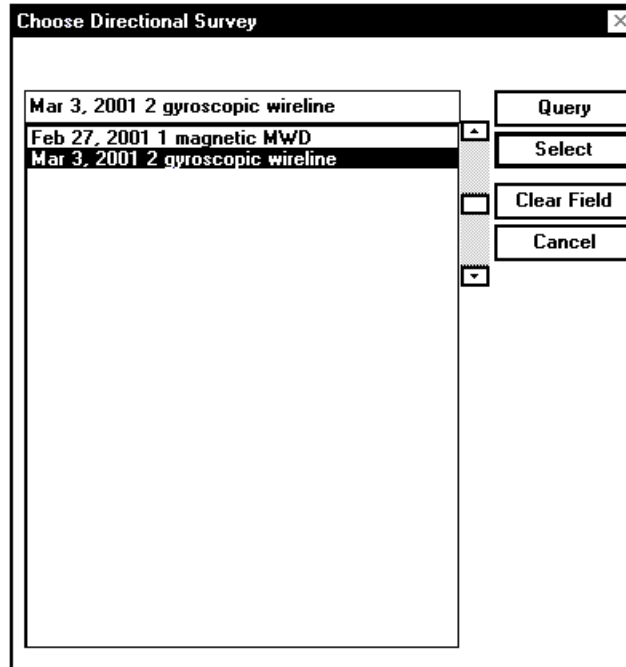 Choose Directional Survey
Mar 3, 2001 2 gyroscopic wireline
Feb 27, 2001 1 magnetic MWD
Mar 3, 2001 2 gyroscopic wireline
Query
Select
Clear Field
Cancel